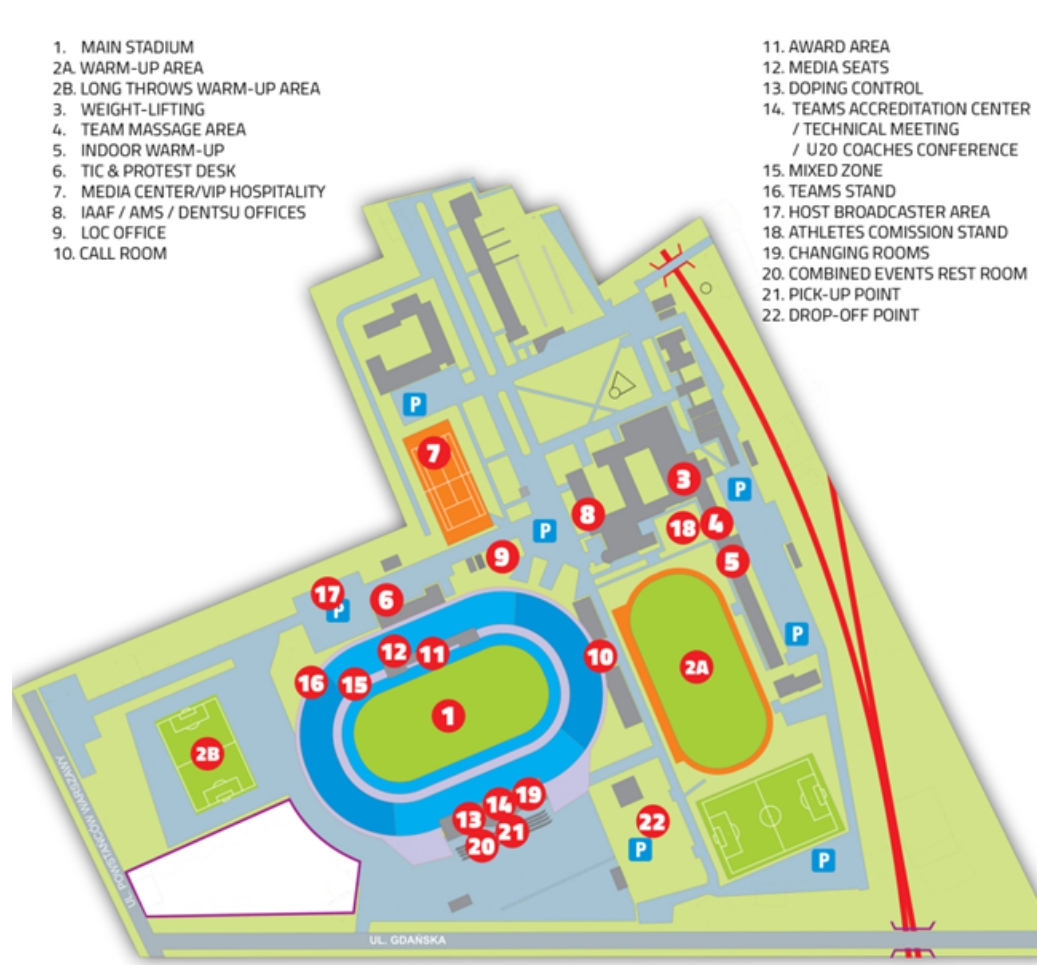 1. MAIN STADIUM
2A. WARM-UP AREA
2B. LONG THROWS WARM-UP AREA
3. WEIGHT-LIFTING
4. TEAM MASSAGE AREA
5. INDOOR WARM-UP
6. TIC & PROTEST DESK
7. MEDIA CENTER/VIP HOSPITALITY
8. IAAF / AMS / DENTSU OFFICES
9. LOC OFFICE
10. CALL ROOM
11. AWARD AREA
12. MEDIA SEATS
13. DOPING CONTROL
14. TEAMS ACCREDITATION CENTER
/ TECHNICAL MEETING
/ U20 COACHES CONFERENCE
15. MIXED ZONE
16. TEAMS STAND
17. HOST BROADCASTER AREA
18. ATHLETES COMISSION STAND
19. CHANGING ROOMS
20. COMBINED EVENTS REST ROOM
21. PICK-UP POINT
22. DROP-OFF POINT
P
7
3
P
8
P
18
4
9
5
17
P
6
P
12
11
10
16
15
2A
1
2B
19
14
13
21
22
20
P
P
UL. POWSTAŃCÓW WARSZAWY
UL. GDAŃSKA